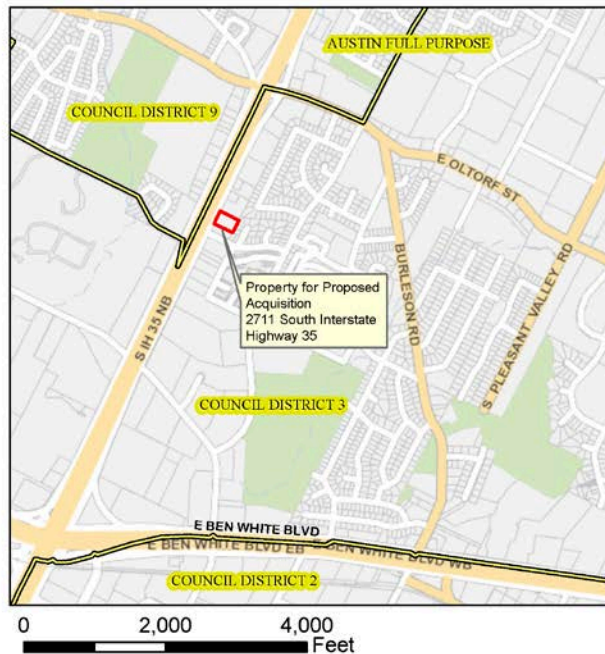 AUSTIN FULL PURPOSE
COUNCIL DISTRICT 9
E OLTORF ST
BURLESON RD
S PLEASANT VALLEY RD
S IH 35 NB
Property for Proposed
Acquisition
2711 South Interstate
Highway 35
COUNCIL DISTRICT 3
E BEN WHITE BLVD
E BEN WHITE BLVD EB
E BEN WHITE BLVD WB
COUNCIL DISTRICT 2
0 2,000 4,000
Feet